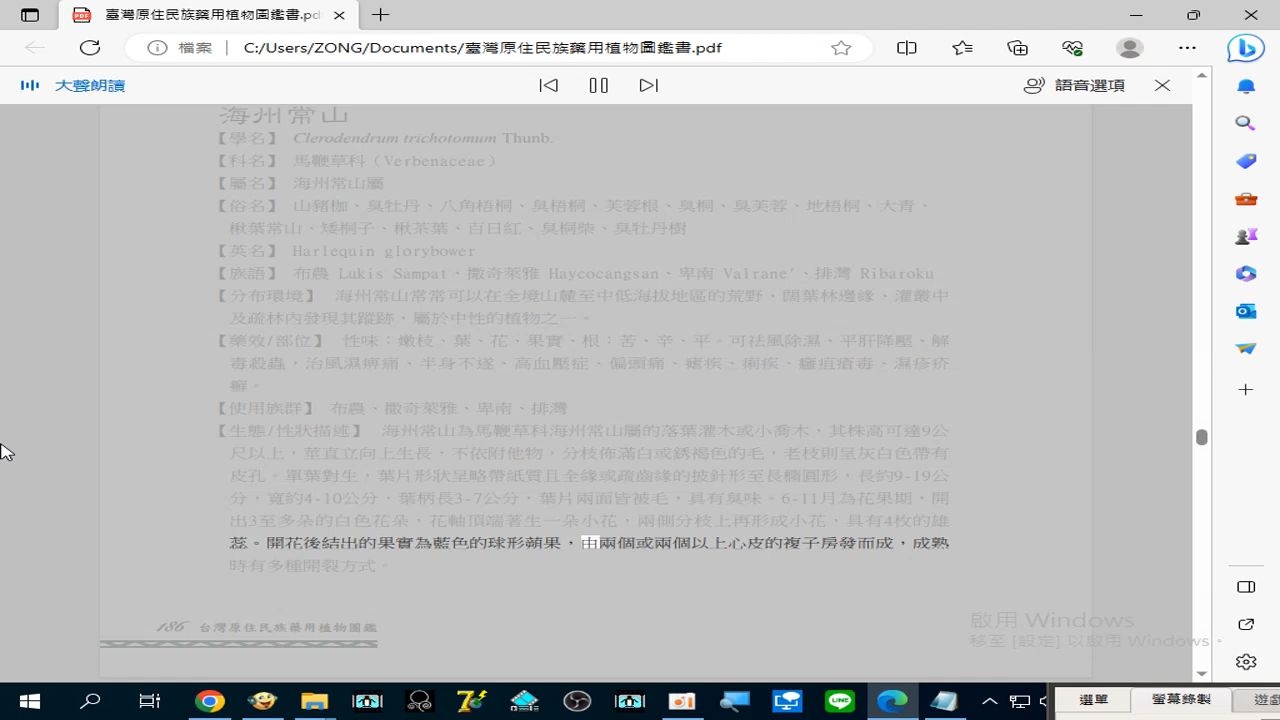 臺灣原住民族藥用植物圖鑑書.pdf
檔案 C:/Users/ZONG/Documents/臺灣原住民族藥用植物圖鑑書.pdf
大聲朗讀 語音選項
海州常山
【學名】 Clerodendrum trichotomum Thunb.
【科名】 馬鞭草科（Verbenaceae）
【屬名】 海州常山屬
【俗名】 山豬枷、臭牡丹、八角梧桐、臭梧桐、芙蓉根、臭桐、臭芙蓉、地梧桐、大青、
楸葉常山、矮桐子、楸茶葉、百日紅、臭桐柴、臭牡丹樹
【英名】 Harlequin glorybower
【族語】 布農 Lukis Sampat、撒奇萊雅 Haycocangsan、卑南 Valrane'、排灣 Ribaroku
【分布環境】 海州常山常常可以在全境山麓至中低海拔地區的荒野、闊葉林邊緣、灌叢中
及疏林內發現其蹤跡，屬於中性的植物之一。
【藥效/部位】 性味：嫩枝、葉、花、果實、根：苦、辛、平。可祛風除濕、平肝降壓、解
毒殺蟲，治風濕痹痛、半身不遂、高血壓症、偏頭痛、瘧疾、痢疾、癰疽瘡毒，濕疹疥
癬。
【使用族群】 布農、撒奇萊雅、卑南、排灣
【生態/性狀描述】 海州常山為馬鞭草科海州常山屬的落葉灌木或小喬木，其株高可達9公
尺以上，莖直立向上生長，不依附他物，分枝佈滿白或銹褐色的毛，老枝則呈灰白色帶有
皮孔。單葉對生，葉片形狀呈略帶紙質且全緣或疏齒緣的披針形至長橢圓形，長約9-19公
分，寬約4-10公分，葉柄長3-7公分，葉片兩面皆被毛，具有臭味。6-11月為花果期，開
出3至多朵的白色花朵，花軸頂端著生一朵小花，兩側分枝上再形成小花，具有4枚的雄
蕊。開花後結出的果實為藍色的球形蒴果，由兩個或兩個以上心皮的複子房發而成，成熟
時有多種開裂方式。
186 台灣原住民族藥用植物圖鑑
啟用 Windows
移至 [設定] 以啟用 Windows。
選單 螢幕錄製